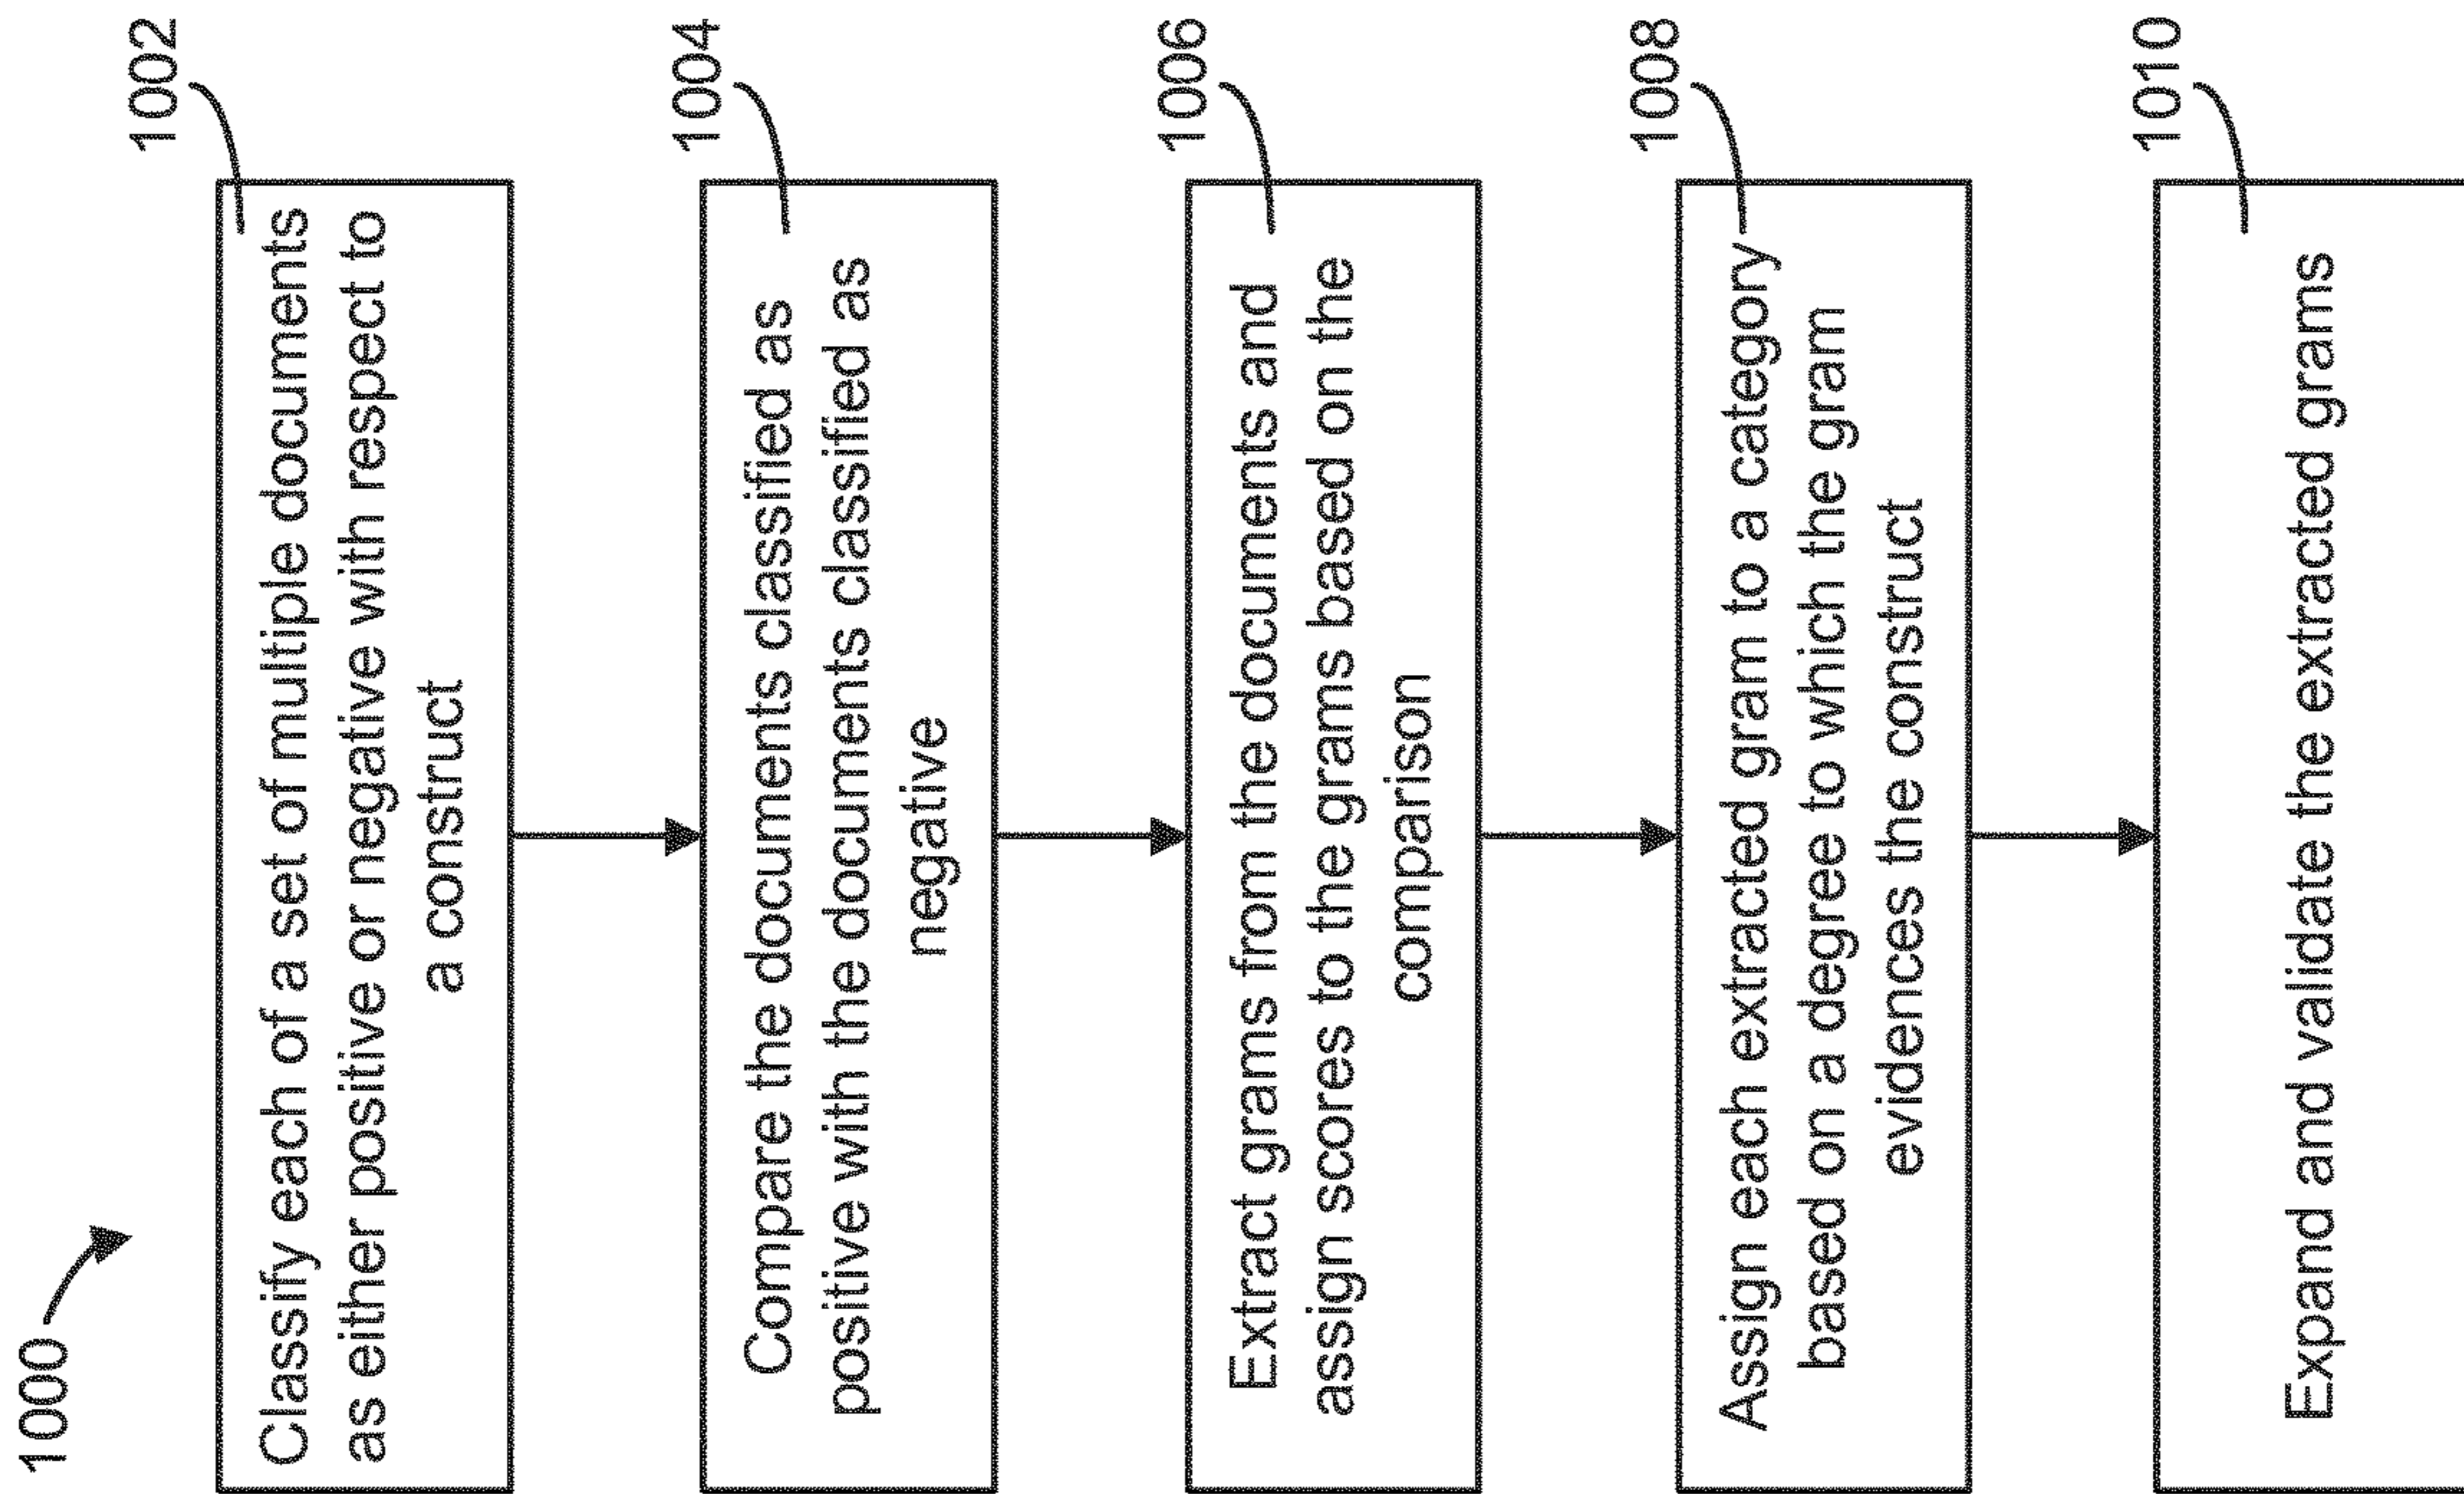 1000
1002
Classify each of a set of multiple documents
as either positive or negative with respect to
a construct
1004
Compare the documents classified as
positive with the documents classified as
negative
1006
Extract grams from the documents and
assign scores to the grams based on the
comparison
1008
Assign each extracted gram to a category
based on a degree to which the gram
evidences the construct
1010
Expand and validate the extracted grams